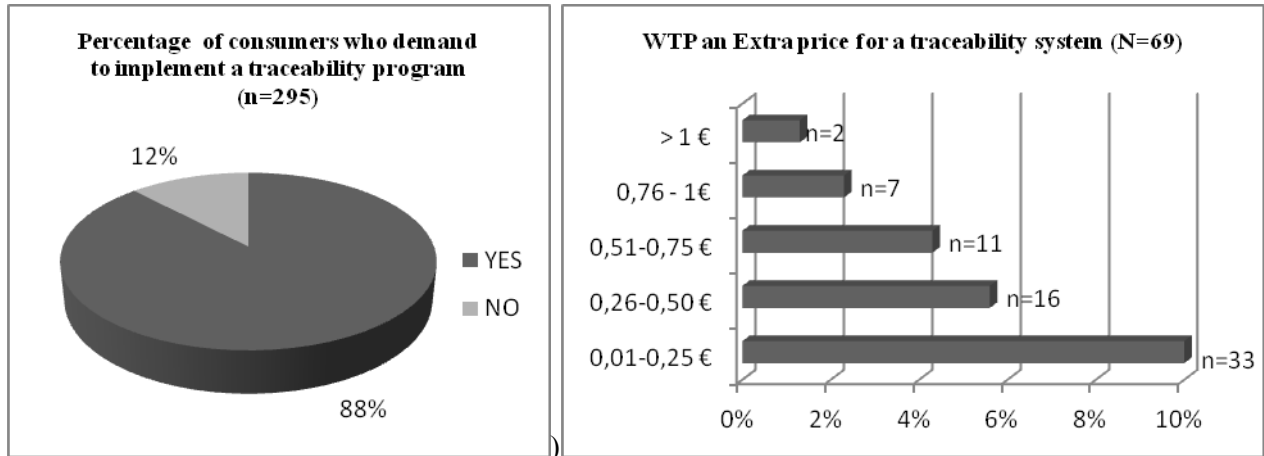 Percentage of consumers who demand
to implement a traceability program
(n=295)
12%
YES
NO
88%
)
WTP an Extra price for a traceability system (N=69)
> 1 € n=2
0,76 - 1€ n=7
0,51-0,75 € n=11
0,26-0,50 € n=16
0,01-0,25 € n=33
0% 2% 4% 6% 8% 10%